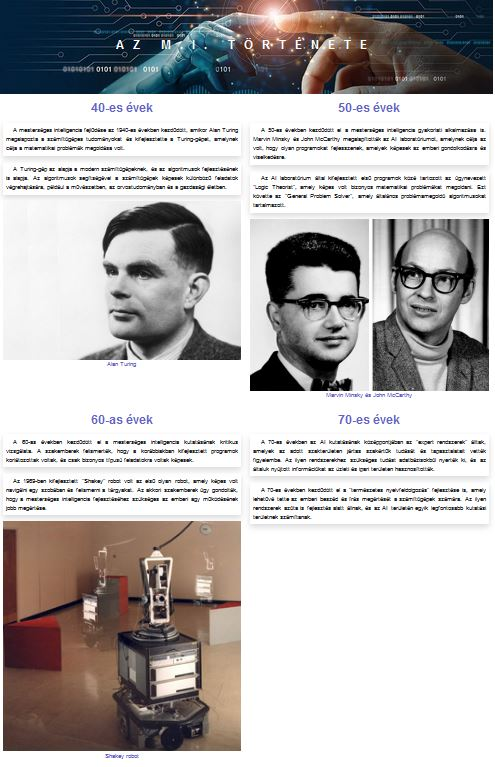 AZ M.I. TÖRTÉNETE
01010101 0101 01010101 0101 0101
0101
01010101 0101
40-es évek
A mesterséges intelligencia fejlődése az 1940-es években kezdődött, amikor Alan Turing
megalapozta a számítógépes tudományokat és kifejlesztette a Turing-gépet, amelynek
célja a matematikai problémák megoldása volt.
A Turing-gép az alapja a modern számítógépeknek, és az algoritmusok fejlesztésének
is alapja. Az algoritmusok segítségével a számítógépek képesek különböző feladatok
végrehajtására, például a művészetben, az orvostudományban és a gazdasági életben.
Alan Turing
50-es évek
A 50-es években kezdődött el a mesterséges intelligencia gyakorlati alkalmazása is.
Marvin Minsky és John McCarthy megalapították az AI laboratóriumot, amelynek célja az
volt, hogy olyan programokat fejlesszenek, amelyek képesek az emberi gondolkodásra és
viselkedésre.
Az AI laboratórium által kifejlesztett első programok közé tartozott az úgynevezett
"Logic Theorist", amely képes volt bizonyos matematikai problémákat megoldani. Ezt
követte az "General Problem Solver", amely általános problémamegoldó algoritmusokat
tartalmazott.
Marvin Minsky és John McCarthy
60-as évek
A 60-as években kezdődött el a mesterséges intelligencia kutatásának kritikus
vizsgálata. A szakemberek felismerték, hogy a korábbiakban kifejlesztett programok
korlátozottak voltak, és csak bizonyos típusú feladatokra voltak képesek.
Az 1969-ben kifejlesztett "Shakey" robot volt az első olyan robot, amely képes volt
navigálni egy szobában és felismerni a tárgyakat. Az akkori szakemberek úgy gondolták,
hogy a mesterséges intelligencia fejlesztéséhez szükséges az emberi agy működésének
jobb megértése.
Shakey robot
70-es évek
A 70-es években az AI kutatásának középpontjában az "expert rendszerek" álltak,
amelyek az adott szakterületen jártas szakértők tudását és tapasztalatait vették
figyelembe. Az ilyen rendszerekhez szükséges tudást adatbázisokból nyerték ki, és az
általuk nyújtott információkat az üzleti és ipari területen hasznosították.
A 70-es években kezdődött el a "természetes nyelvfeldolgozás" fejlesztése is, amely
lehetővé tette az emberi beszéd és írás megértését a számítógépek számára. Az ilyen
rendszerek azóta is fejlesztés alatt állnak, és az AI területén egyik legfontosabb kutatási
területnek számítanak.